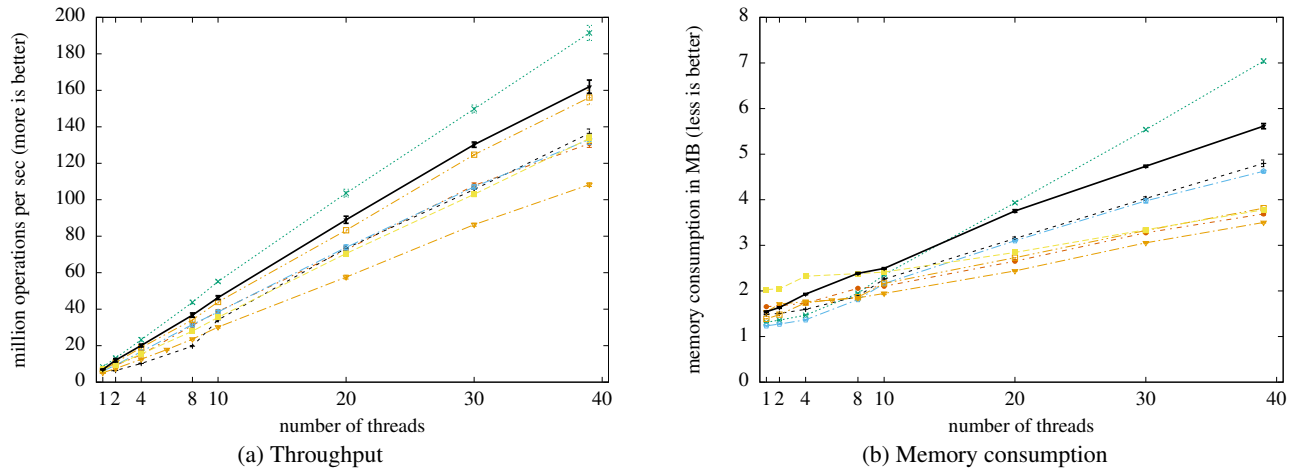 million operations per sec (more is better)
200
180
160
140
120
100
80
60
40
20
0
1 2 4 8 10 20 30 40
number of threads
(a) Throughput
memory consumption in MB (less is better)
8
7
6
5
4
3
2
1
0
1 2 4 8 10 20 30 40
number of threads
(b) Memory consumption